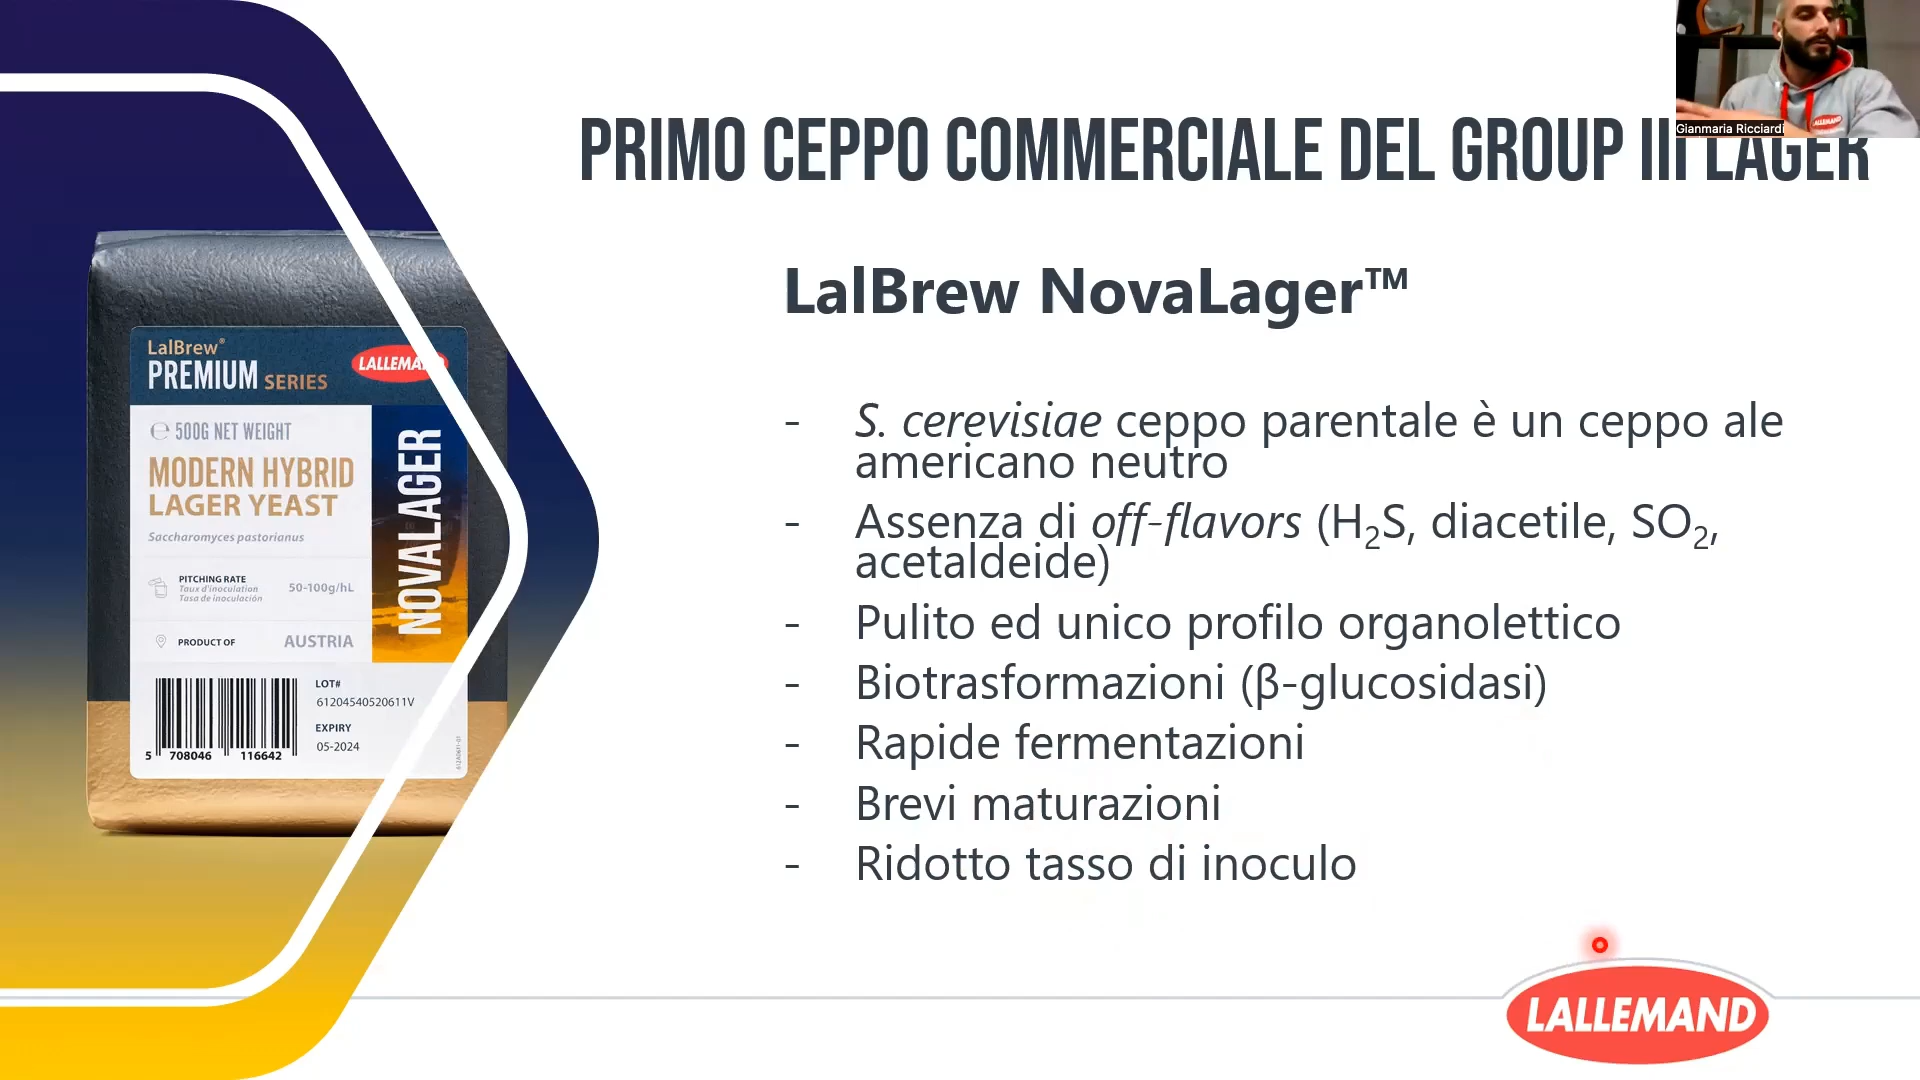 Gianmaria Ricciardi
PRIMO CEPPO COMMERCIALE DEL GROUP III LAGER
LalBrew NovaLager™
- S. cerevisiae ceppo parentale è un ceppo ale
americano neutro
- Assenza di off-flavors (H₂S, diacetile, SO₂,
acetaldeide)
- Pulito ed unico profilo organolettico
- Biotrasformazioni (β-glucosidasi)
- Rapide fermentazioni
- Brevi maturazioni
- Ridotto tasso di inoculo
LalBrew®
PREMIUM SERIES
LALLEMA
℮ 500G NET WEIGHT
MODERN HYBRID
LAGER YEAST
Saccharomyces pastorianus
NOVALAGER
PITCHING RATE
Taux d'inoculation
Tasa de inoculación
50-100g/hL
PRODUCT OF AUSTRIA
LOT#
61204540520611V
EXPIRY
05-2024
5 708046 116642
LALLEMAND